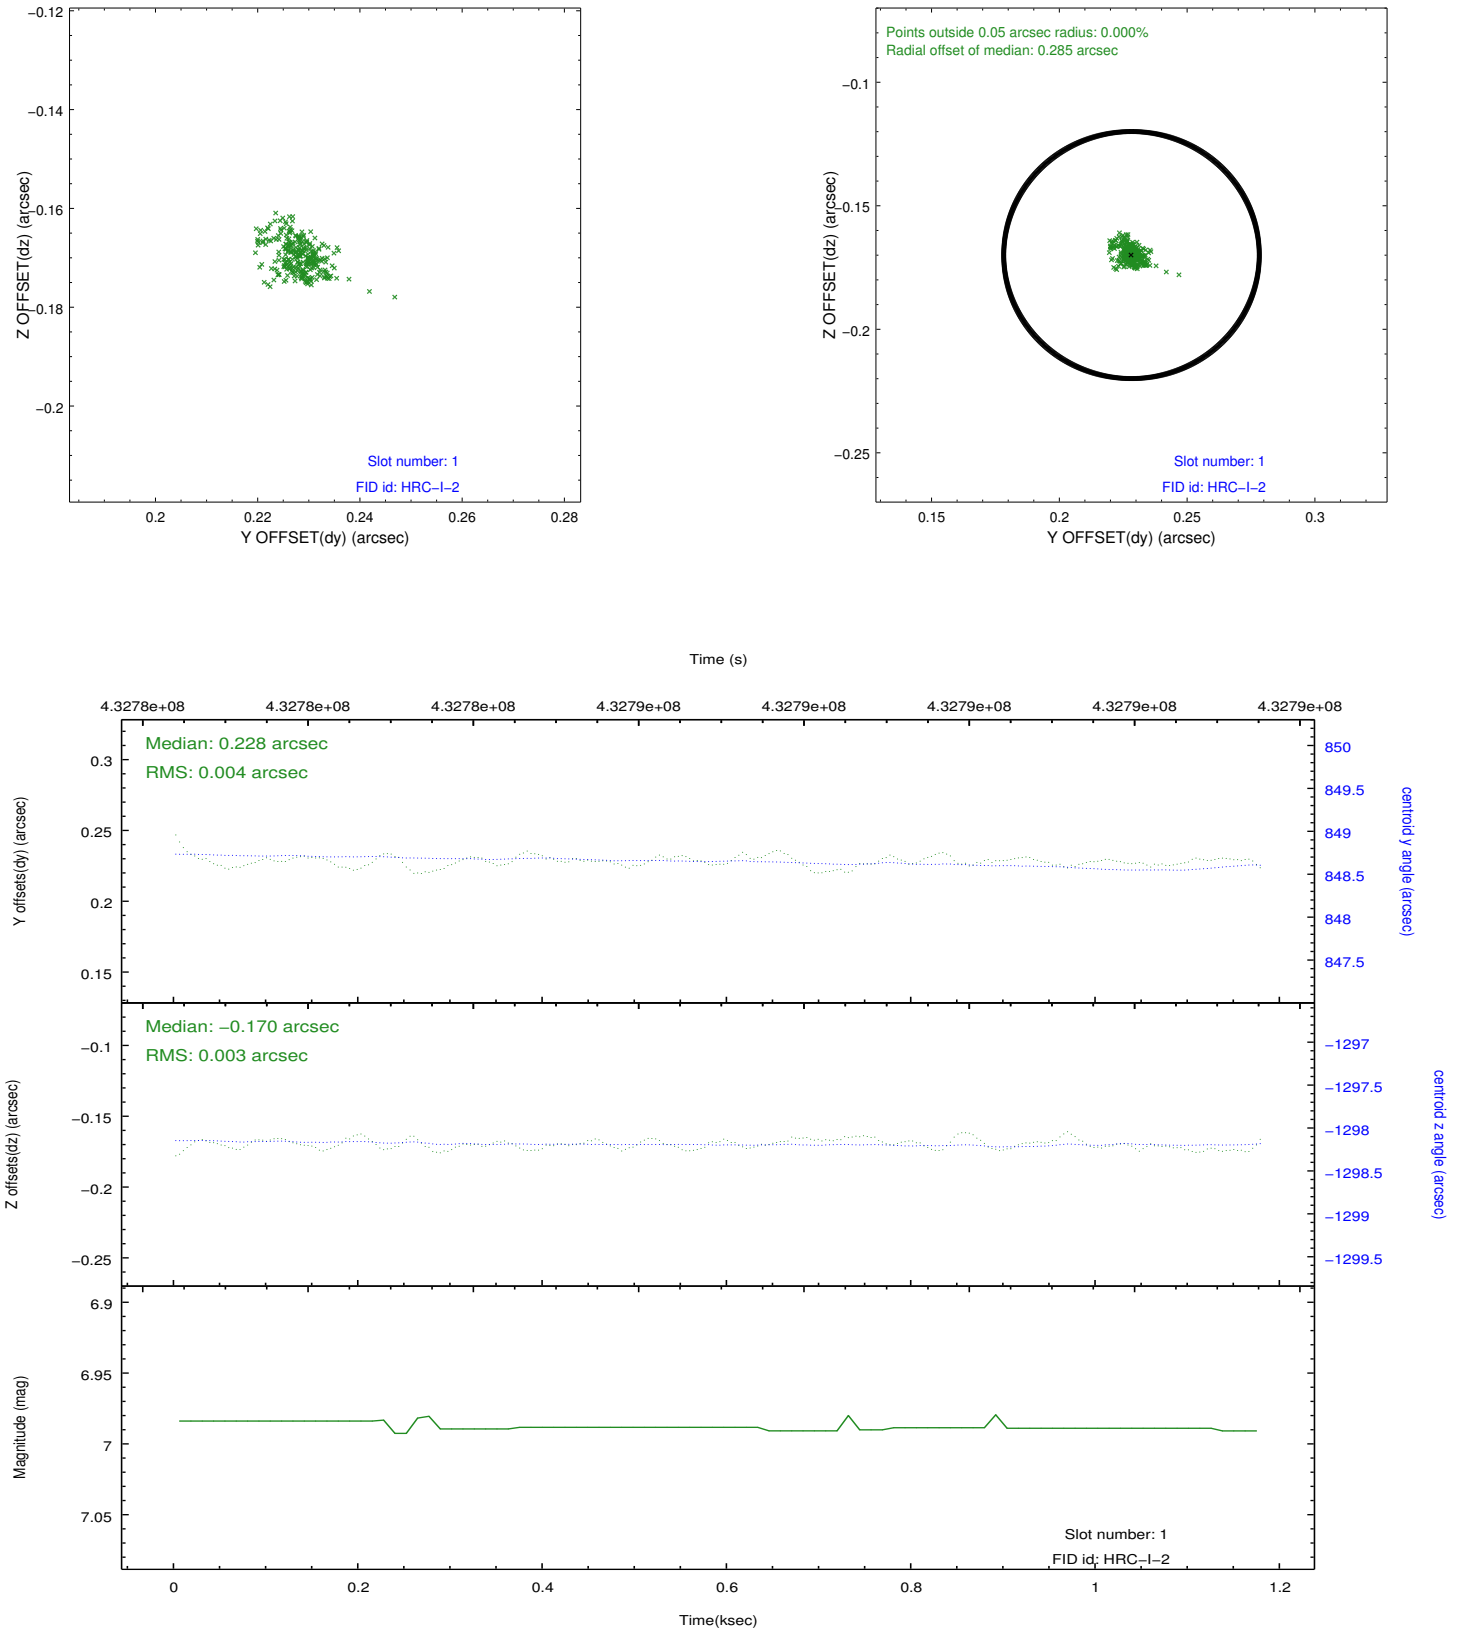 −0.12
−0.14
−0.16
−0.18
−0.2
Z OFFSET(dz) (arcsec)
0.2 0.22 0.24 0.26 0.28
Y OFFSET(dy) (arcsec)
Slot number: 1
FID id: HRC−I−2
Points outside 0.05 arcsec radius: 0.000%
Radial offset of median: 0.285 arcsec
−0.1
−0.15
−0.2
−0.25
Z OFFSET(dz) (arcsec)
0.15 0.2 0.25 0.3
Y OFFSET(dy) (arcsec)
Slot number: 1
FID id: HRC−I−2
Time (s)
4.3278e+08 4.3278e+08 4.3278e+08 4.3279e+08 4.3279e+08 4.3279e+08 4.3279e+08 4.3279e+08
Median: 0.228 arcsec
RMS: 0.004 arcsec
0.3
0.25
0.2
0.15
Y offsets(dy) (arcsec)
850
849.5
849
848.5
848
847.5
centroid y angle (arcsec)
Median: −0.170 arcsec
RMS: 0.003 arcsec
−0.1
−0.15
−0.2
−0.25
Z offsets(dz) (arcsec)
−1297
−1297.5
−1298
−1298.5
−1299
−1299.5
centroid z angle (arcsec)
6.9
6.95
7
7.05
Magnitude (mag)
Slot number: 1
FID id: HRC−I−2
0 0.2 0.4 0.6 0.8 1 1.2
Time(ksec)